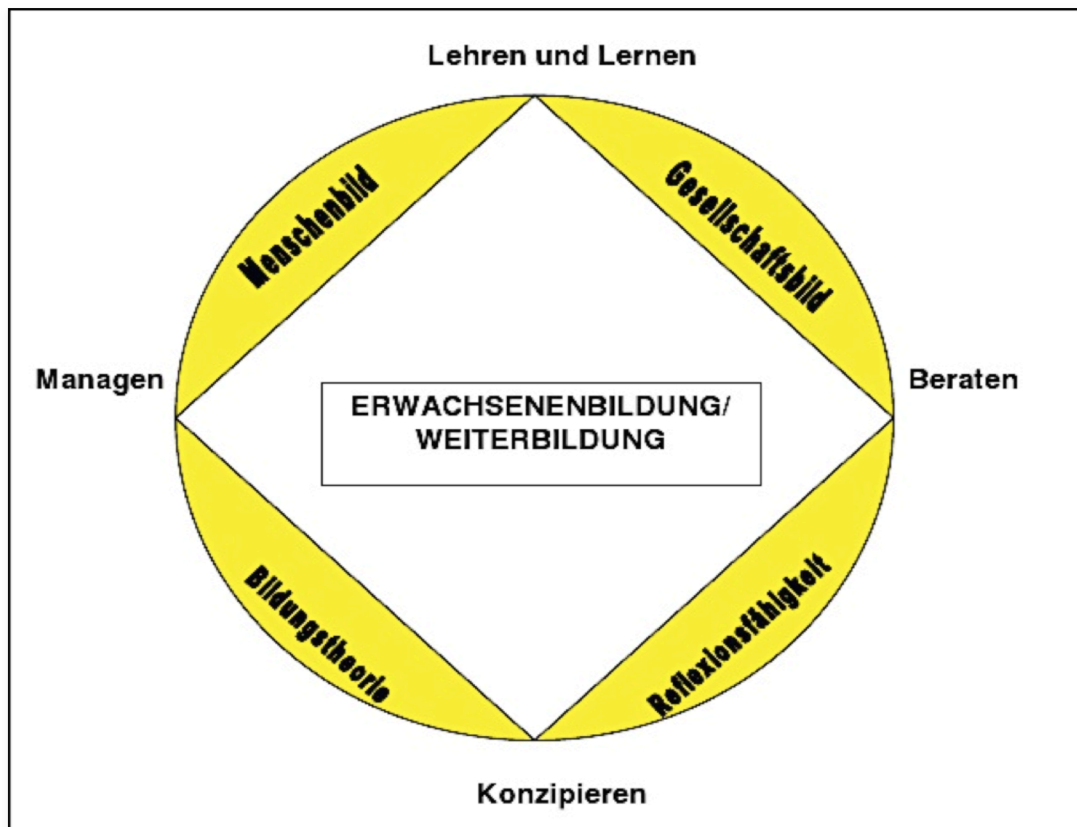 Lehren und Lernen
Menschenbild
Gesellschaftsbild
Managen
Beraten
ERWACHSENENBILDUNG/
WEITERBILDUNG
Bildungstheorie
Reflexionsfähigkeit
Konzipieren